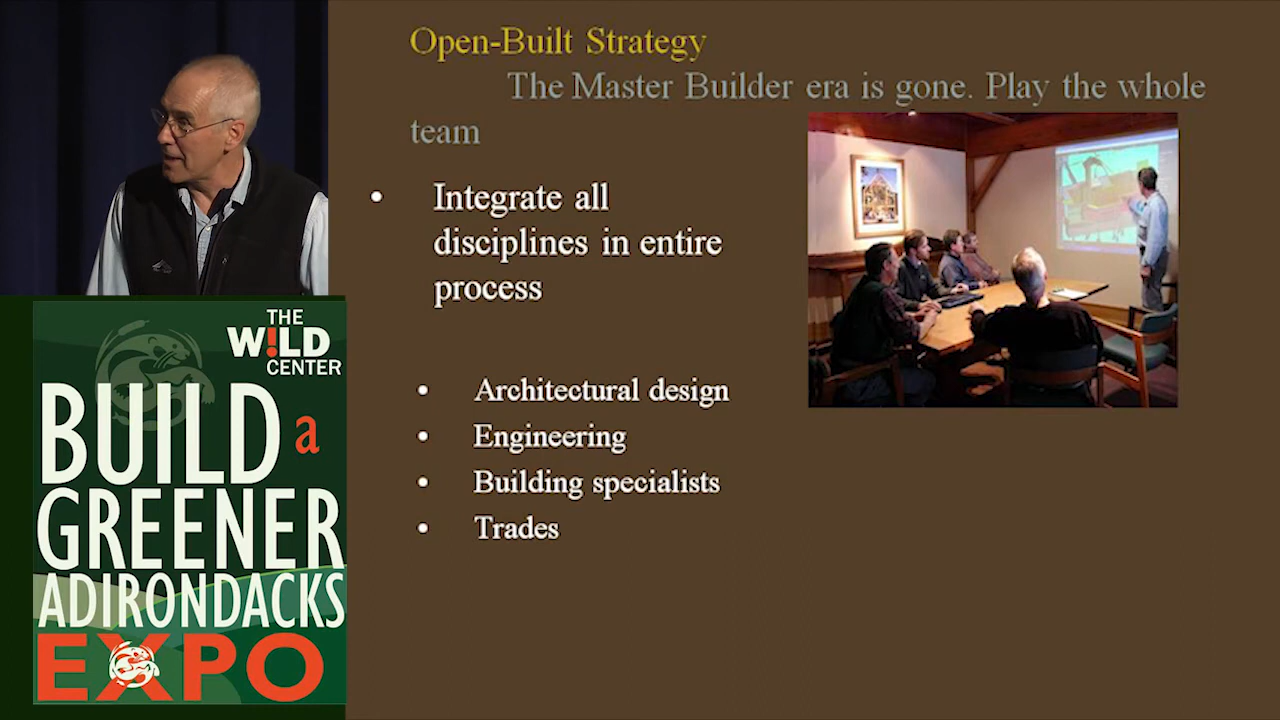 Open-Built Strategy
The Master Builder era is gone. Play the whole
team
• Integrate all
disciplines in entire
process
• Architectural design
• Engineering
• Building specialists
• Trades
THE
W!LD
CENTER
BUILD a
GREENER
ADIRONDACKS
EXPO